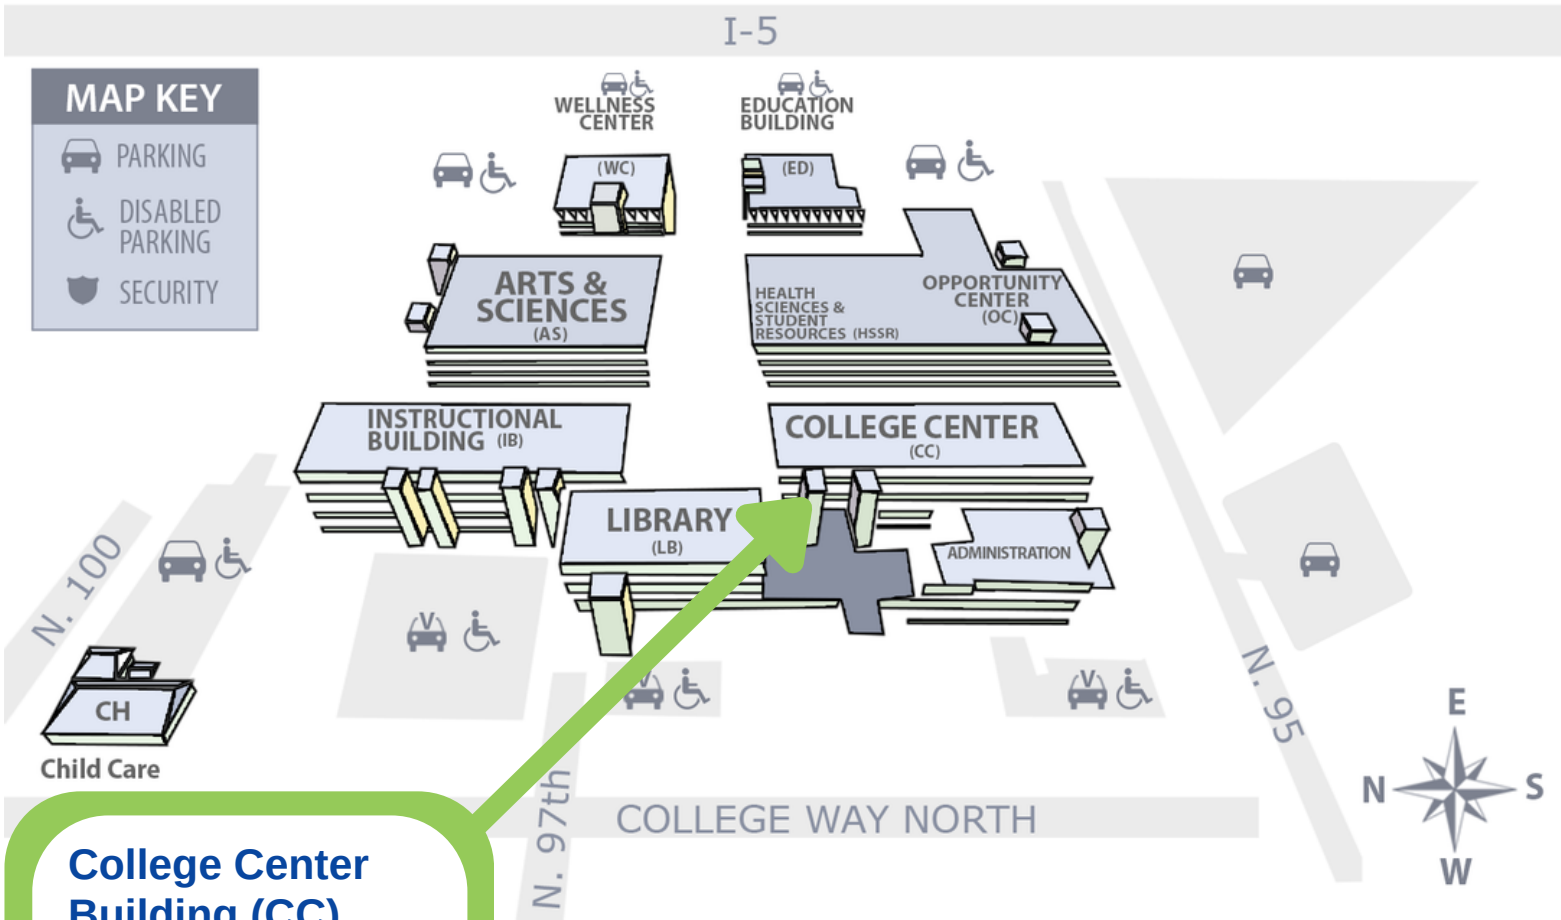 I-5
MAP KEY
PARKING
DISABLED
PARKING
SECURITY
WELLNESS
CENTER
(WC)
EDUCATION
BUILDING
(ED)
ARTS &
SCIENCES
(AS)
HEALTH
SCIENCES &
STUDENT
RESOURCES (HSSR)
OPPORTUNITY
CENTER
(OC)
INSTRUCTIONAL
BUILDING (IB)
COLLEGE CENTER
(CC)
LIBRARY
(LB)
ADMINISTRATION
N. 100
V
V
V
CH
Child Care
N. 95
N. 97th
COLLEGE WAY NORTH
E
N
S
W
College Center
Building (CC)